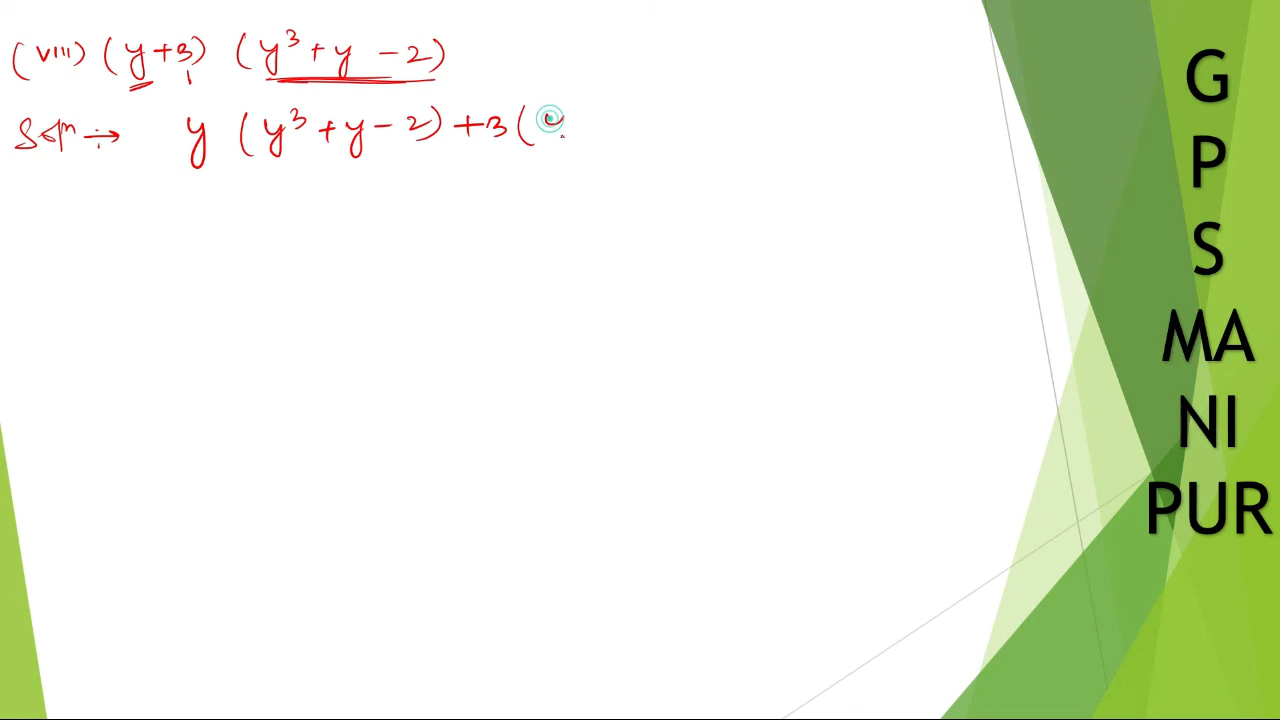 (VIII) (y+3) (y³+y-2)
Solⁿ ÷→ y (y³+y-2)+3(
G
P
S
MA
NI
PUR